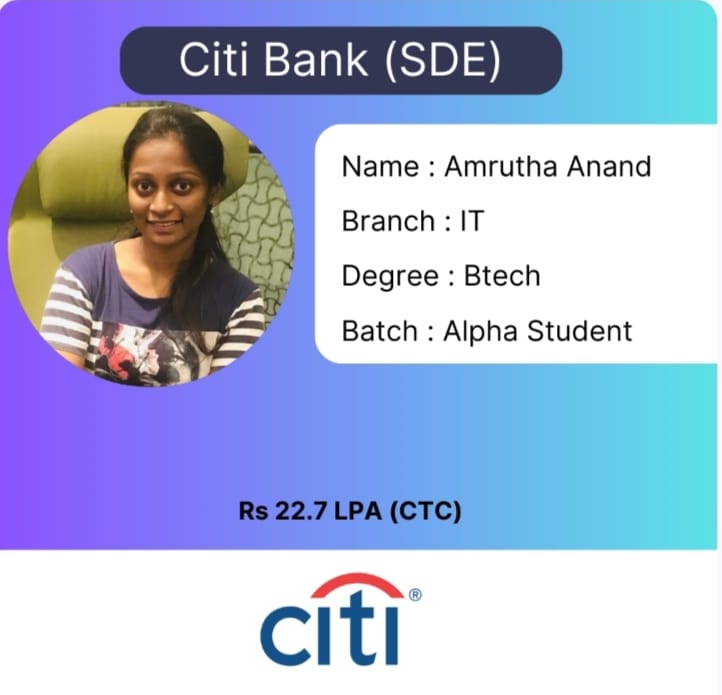 Citi Bank (SDE)
Name : Amrutha Anand
Branch : IT
Degree : Btech
Batch : Alpha Student
Rs 22.7 LPA (CTC)
citi®